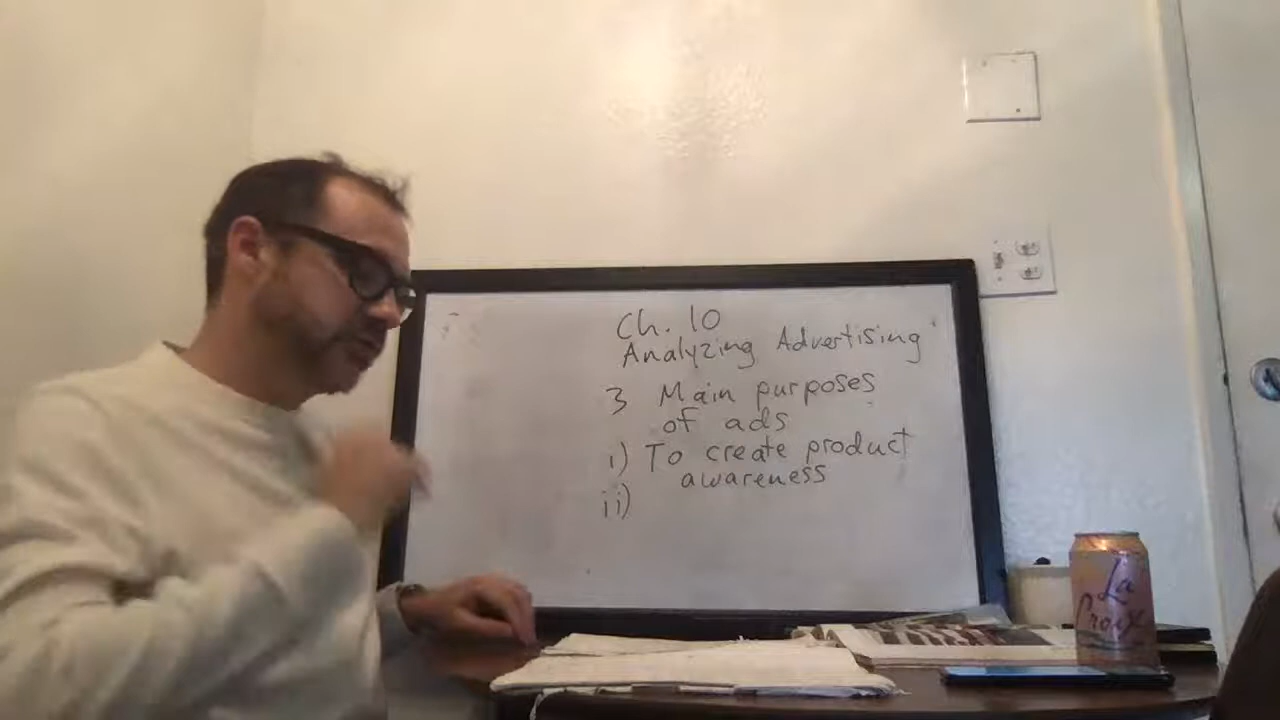 Ch. 10
Analyzing Advertising
3 Main purposes
of ads
i) To create product
awareness
ii)
La
Croix